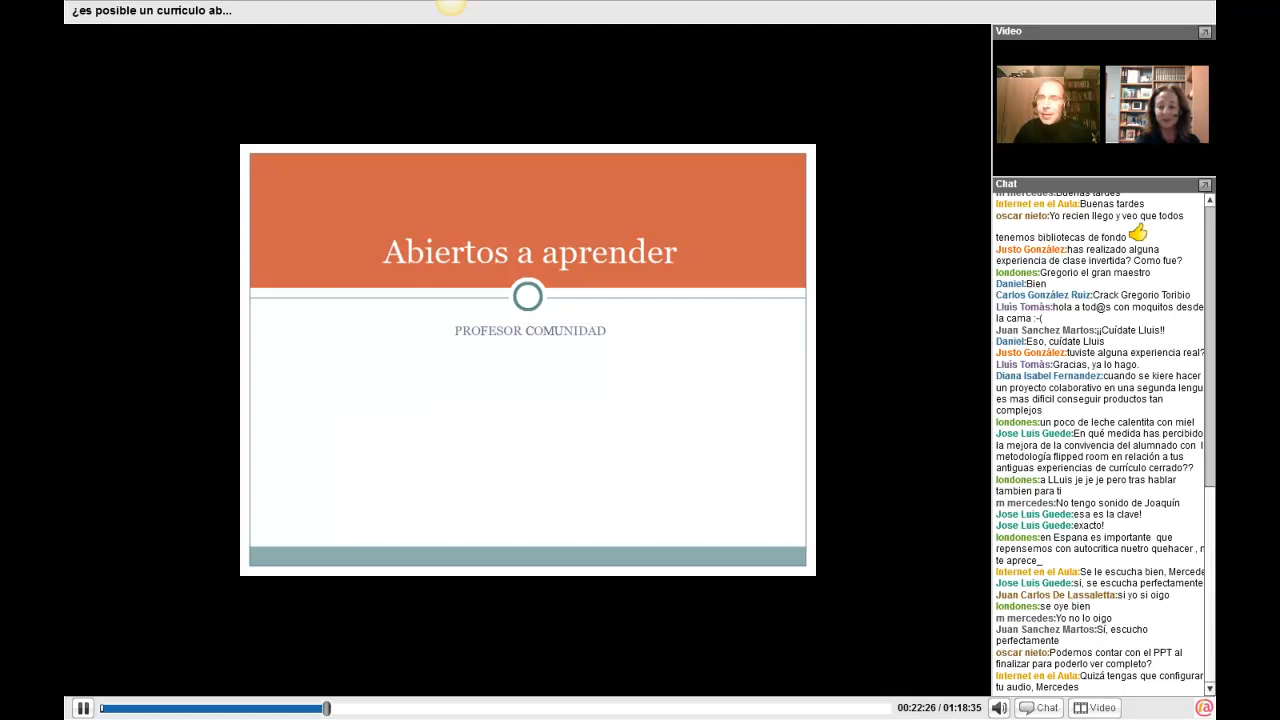 ¿es posible un curriculo ab...
Video
Abiertos a aprender
PROFESOR COMUNIDAD
Chat
m mercedes:Buenas tardes
Internet en el Aula:Buenas tardes
oscar nieto:Yo recien llego y veo que todos
tenemos bibliotecas de fondo
Justo González:has realizado alguna
experiencia de clase invertida? Como fue?
londones:Gregorio el gran maestro
Daniel:Bien
Carlos González Ruiz:Crack Gregorio Toribio
Lluís Tomàs:hola a tod@s con moquitos desde
la cama :-(
Juan Sanchez Martos:¡¡Cuídate Lluis!!
Daniel:Eso, cuídate Lluis
Justo González:tuviste alguna experiencia real?
Lluís Tomàs:Gracias, ya lo hago.
Diana Isabel Fernandez:cuando se kiere hacer
un proyecto colaborativo en una segunda lengu
es mas dificil conseguir productos tan
complejos
londones:un poco de leche calentita con miel
Jose Luis Guede:En qué medida has percibido
la mejora de la convivencia del alumnado con l
metodología flipped room en relación a tus
antiguas experiencias de currículo cerrado??
londones:a LLuis je je je pero tras hablar
tambien para ti
m mercedes:No tengo sonido de Joaquín
Jose Luis Guede:esa es la clave!
Jose Luis Guede:exacto!
londones:en Espana es importante que
repensemos con autocritica nuetro quehacer , n
te aprece_
Internet en el Aula:Se le escucha bien, Mercede
Jose Luis Guede:si, se escucha perfectamente
Juan Carlos De Lassaletta:si yo si oigo
londones:se oye bien
m mercedes:Yo no lo oigo
Juan Sanchez Martos:Sí, escucho
perfectamente
oscar nieto:Podemos contar con el PPT al
finalizar para poderlo ver completo?
Internet en el Aula:Quizá tengas que configurar
tu audio, Mercedes
00:22:26 / 01:18:35
Chat
Video